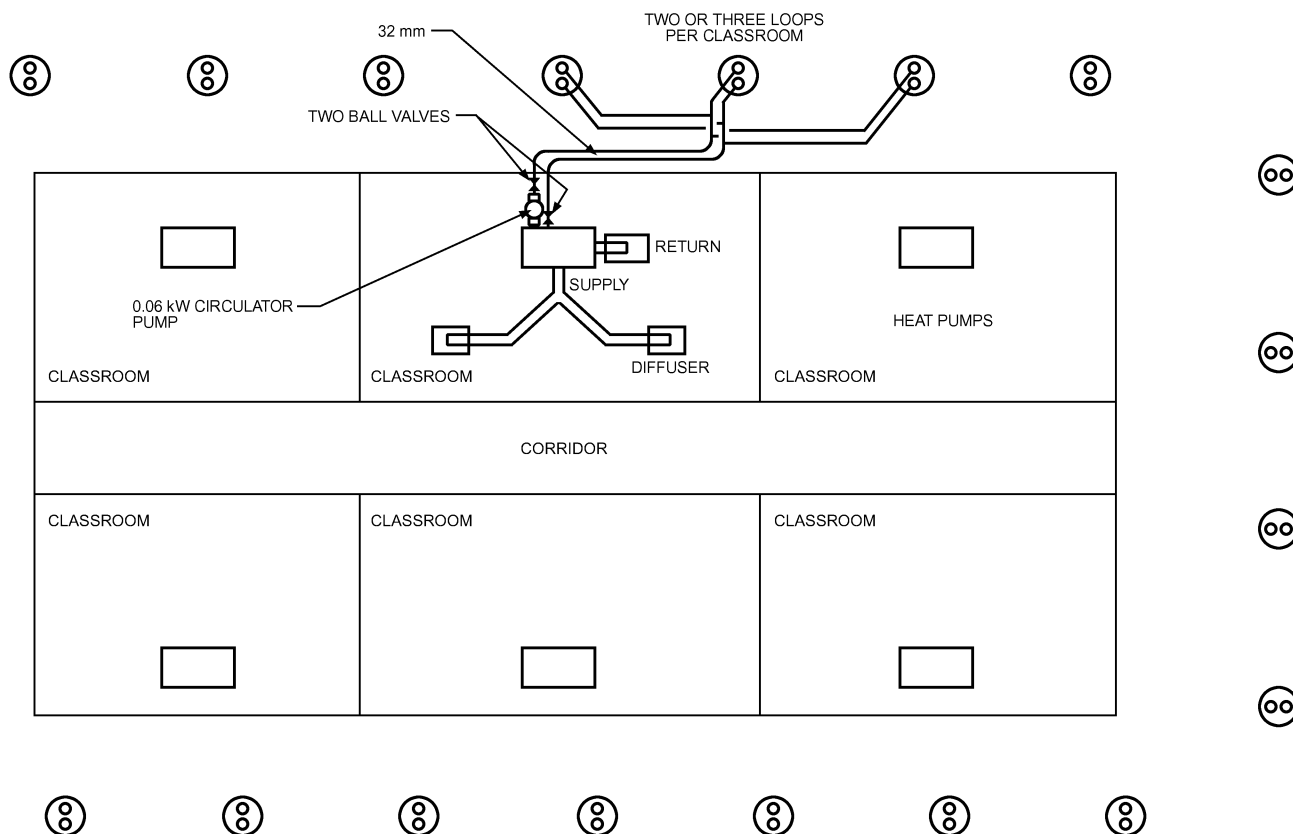 TWO OR THREE LOOPS
PER CLASSROOM
32 mm
TWO BALL VALVES
RETURN
SUPPLY
0.06 kW CIRCULATOR
PUMP
HEAT PUMPS
DIFFUSER
CLASSROOM
CLASSROOM
CLASSROOM
CORRIDOR
CLASSROOM
CLASSROOM
CLASSROOM